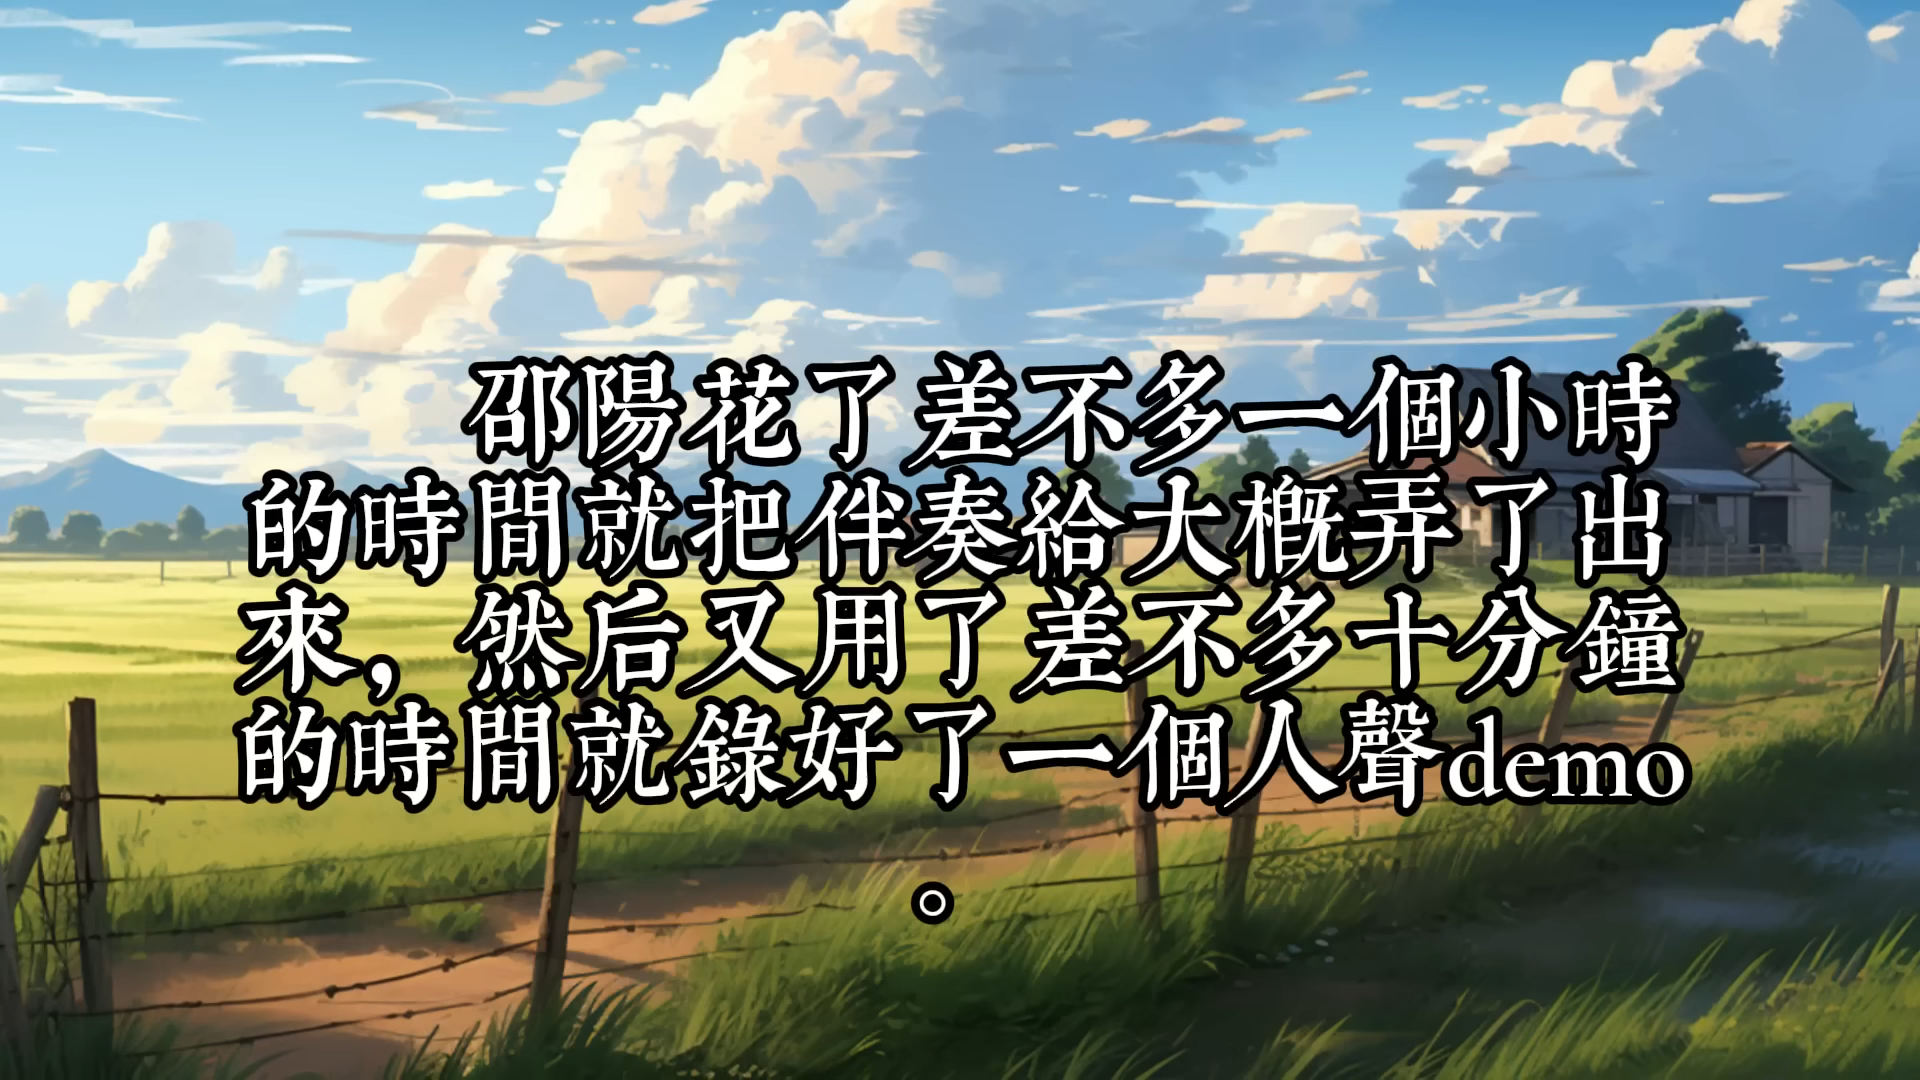 邵陽花了差不多一個小時
的時間就把伴奏給大概弄了出
來，然后又用了差不多十分鐘
的時間就錄好了一個人聲demo
。